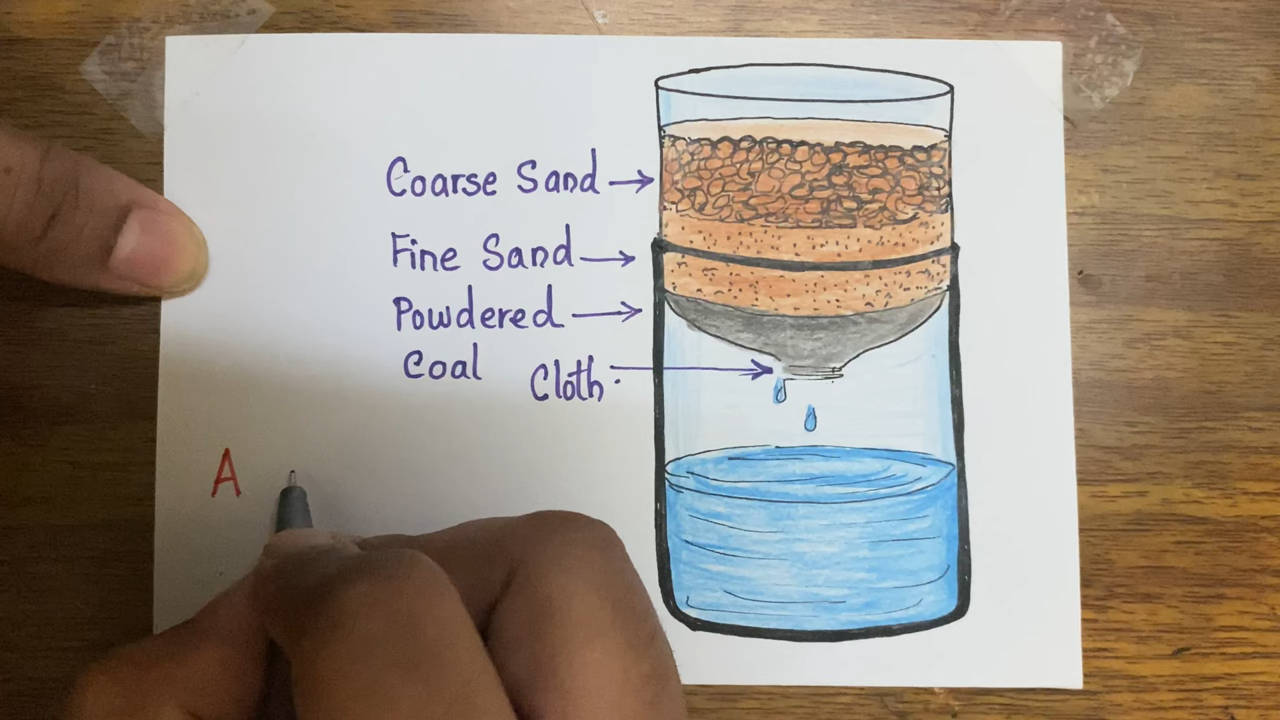 Coarse Sand
Fine Sand
Powdered
Coal
Cloth.
A